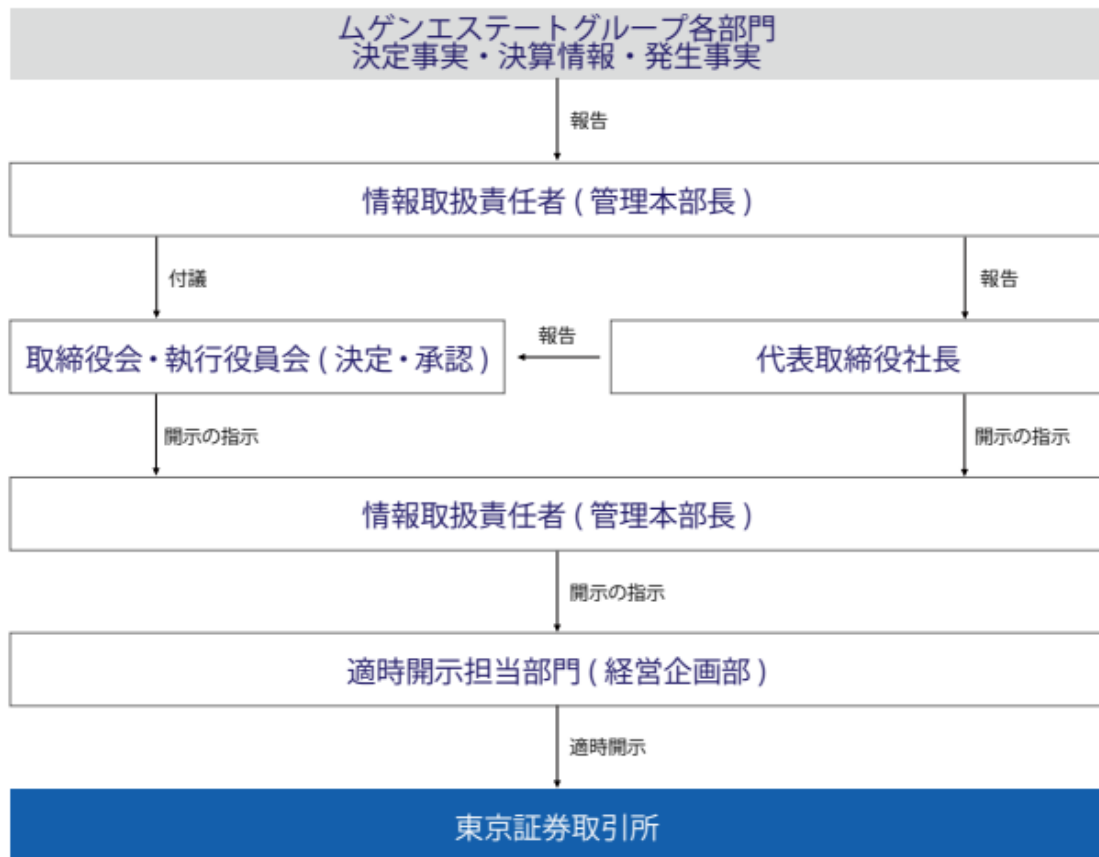 ムゲンエステートグループ各部門
決定事実・決算情報・発生事実
報告
情報取扱責任者 ( 管理本部長 )
付議
報告
取締役会・執行役員会 ( 決定・承認 )
報告
代表取締役社長
開示の指示
開示の指示
情報取扱責任者 ( 管理本部長 )
開示の指示
適時開示担当部門 ( 経営企画部 )
適時開示
東京証券取引所